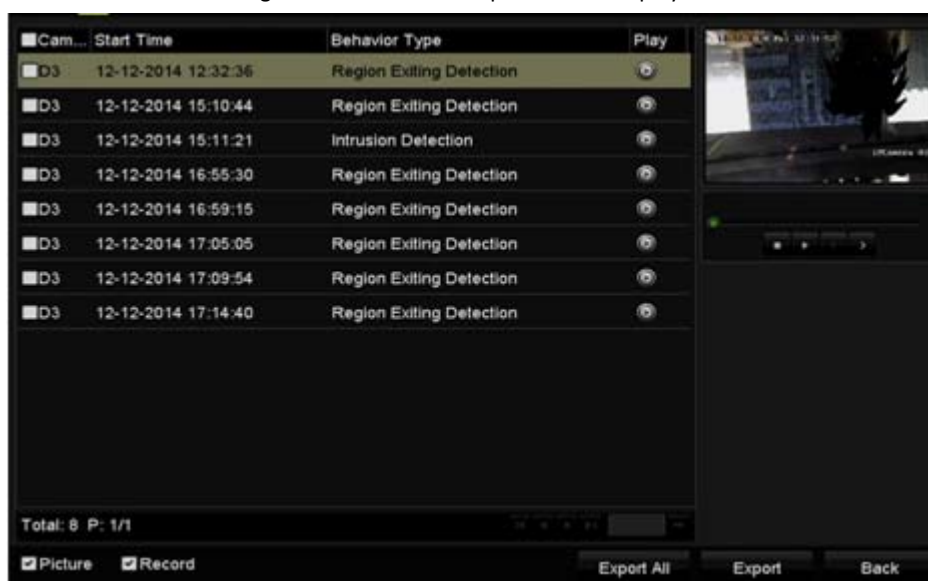 Cam... Start Time Behavior Type Play
D3 12-12-2014 12:32:36 Region Exiting Detection
D3 12-12-2014 15:10:44 Region Exiting Detection
D3 12-12-2014 15:11:21 Intrusion Detection
D3 12-12-2014 16:55:30 Region Exiting Detection
D3 12-12-2014 16:59:15 Region Exiting Detection
D3 12-12-2014 17:05:05 Region Exiting Detection
D3 12-12-2014 17:09:54 Region Exiting Detection
D3 12-12-2014 17:14:40 Region Exiting Detection
Total: 8 P: 1/1
Picture Record Export All Export Back